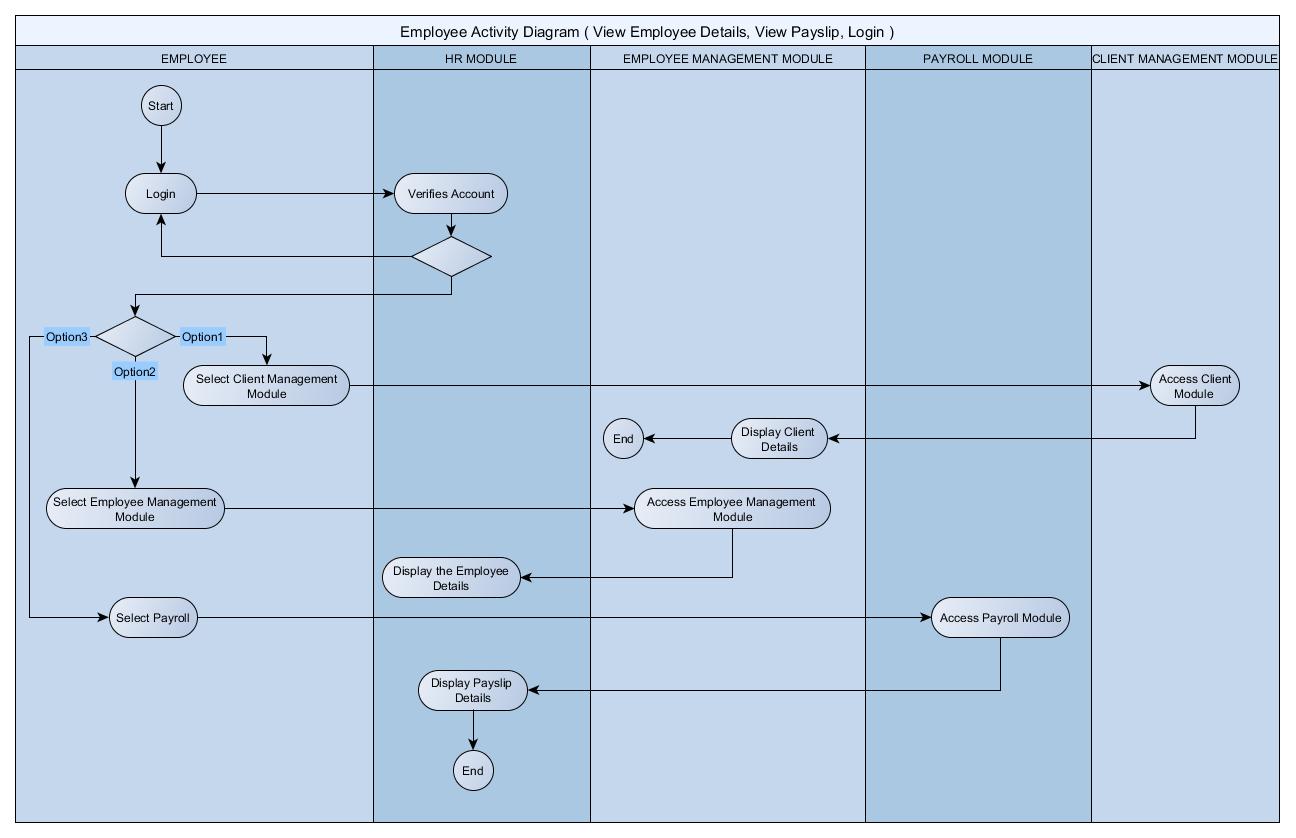 Employee Activity Diagram ( View Employee Details, View Payslip, Login )
EMPLOYEE
HR MODULE
EMPLOYEE MANAGEMENT MODULE
PAYROLL MODULE
CLIENT MANAGEMENT MODULE
Start
Login
Verifies Account
Option3
Option1
Option2
Select Client Management
Module
Access Client
Module
End
Display Client
Details
Select Employee Management
Module
Access Employee Management
Module
Display the Employee
Details
Select Payroll
Access Payroll Module
Display Payslip
Details
End